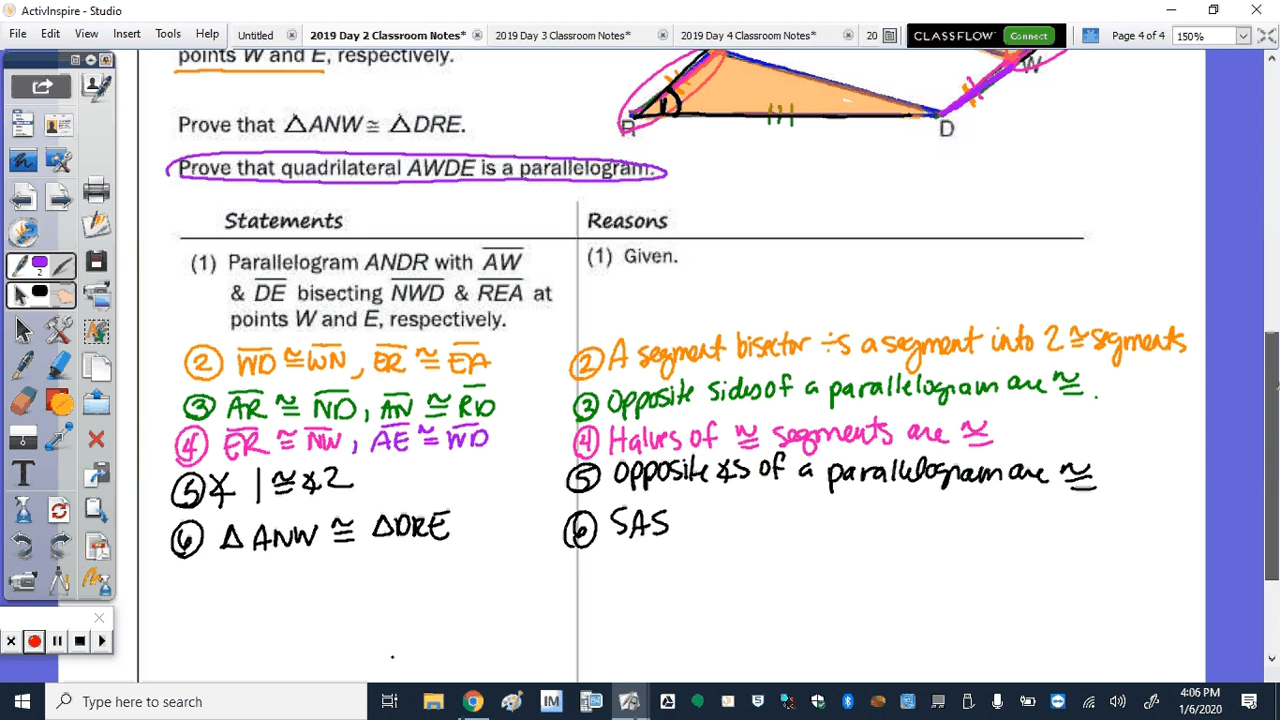 ActivInspire - Studio
File Edit View Insert Tools Help
Untitled
2019 Day 2 Classroom Notes*
2019 Day 3 Classroom Notes*
2019 Day 4 Classroom Notes*
20
CLASSFLOW Connect
Page 4 of 4
150%
points W and E, respectively.
W
R
D
1
Prove that △ANW ≅ △DRE.
Prove that quadrilateral AWDE is a parallelogram.
Statements
Reasons
(1) Parallelogram ANDR with AW
& DE bisecting NWD & REA at
points W and E, respectively.
(1) Given.
② WD ≅ WN, ER ≅ EA
② A segment bisector ÷s a segment into 2 ≅ segments
③ AR ≅ ND, AN ≅ RD
③ Opposite sides of a parallelogram are ≅.
④ ER ≅ NW, AE ≅ WD
④ Halves of ≅ segments are ≅
⑤ ∡ 1 ≅ ∡2
⑤ opposite ∡s of a parallelogram are ≅
⑥ △ ANW ≅ △DRE
⑥ SAS
2
T
Type here to search
IM
4:06 PM
1/6/2020